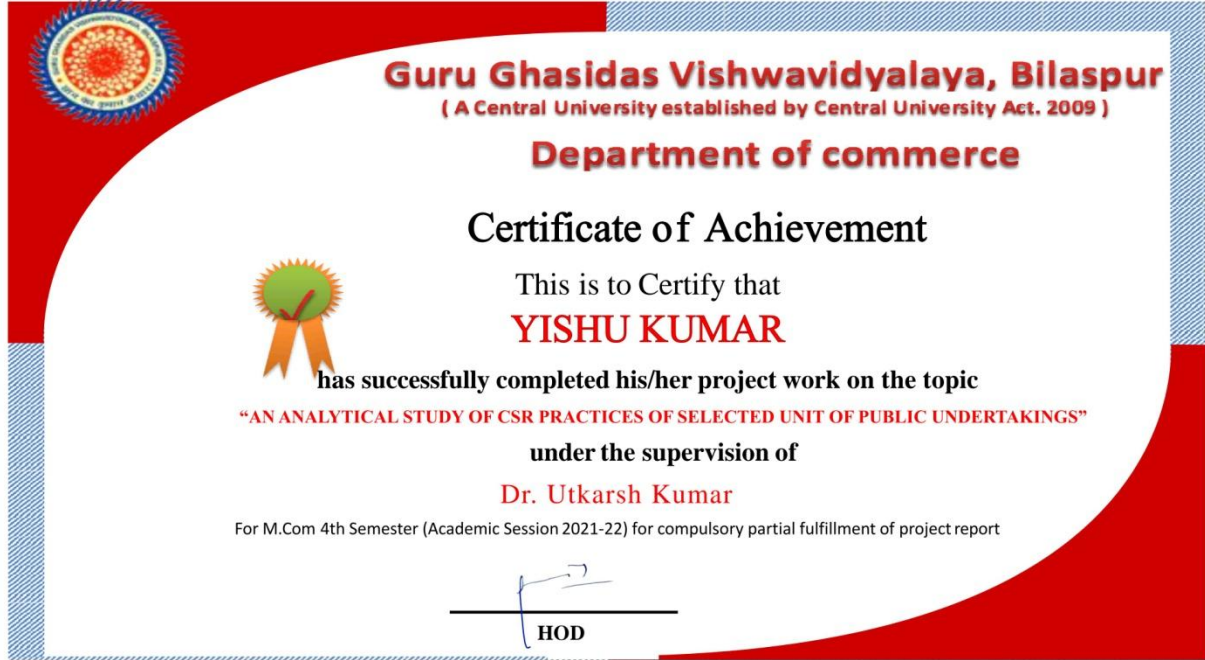 Guru Ghasidas Vishwavidyalaya, Bilaspur
( A Central University established by Central University Act. 2009 )
Department of commerce
Certificate of Achievement
This is to Certify that
YISHU KUMAR
has successfully completed his/her project work on the topic
“AN ANALYTICAL STUDY OF CSR PRACTICES OF SELECTED UNIT OF PUBLIC UNDERTAKINGS”
under the supervision of
Dr. Utkarsh Kumar
For M.Com 4th Semester (Academic Session 2021-22) for compulsory partial fulfillment of project report
HOD